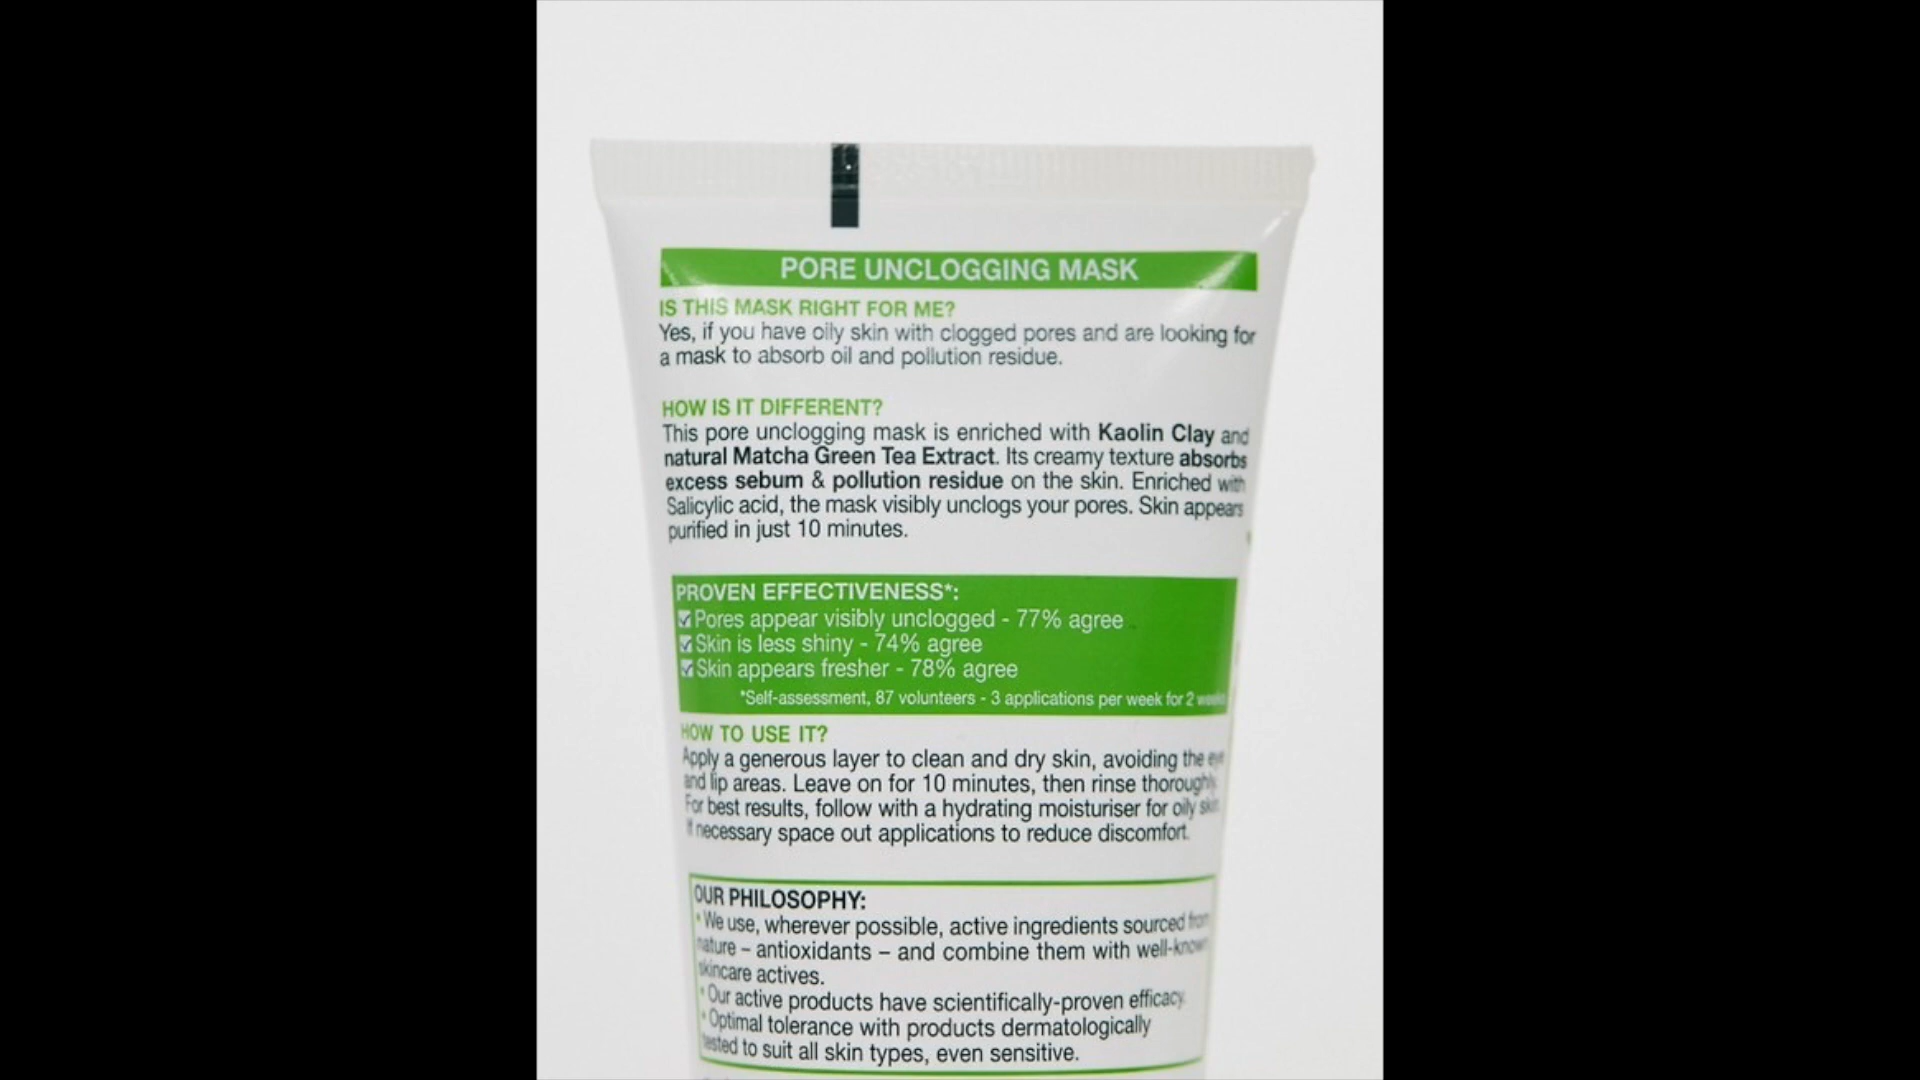 PORE UNCLOGGING MASK
IS THIS MASK RIGHT FOR ME?
Yes, if you have oily skin with clogged pores and are looking for
a mask to absorb oil and pollution residue.
HOW IS IT DIFFERENT?
This pore unclogging mask is enriched with Kaolin Clay and
natural Matcha Green Tea Extract. Its creamy texture absorbs
excess sebum & pollution residue on the skin. Enriched with
Salicylic acid, the mask visibly unclogs your pores. Skin appears
purified in just 10 minutes.
PROVEN EFFECTIVENESS*:
Pores appear visibly unclogged - 77% agree
Skin is less shiny - 74% agree
Skin appears fresher - 78% agree
*Self-assessment, 87 volunteers - 3 applications per week for 2 weeks
HOW TO USE IT?
Apply a generous layer to clean and dry skin, avoiding the eye
and lip areas. Leave on for 10 minutes, then rinse thoroughly.
For best results, follow with a hydrating moisturiser for oily skin.
If necessary space out applications to reduce discomfort.
OUR PHILOSOPHY:
• We use, wherever possible, active ingredients sourced from
nature – antioxidants – and combine them with well-known
skincare actives.
• Our active products have scientifically-proven efficacy.
• Optimal tolerance with products dermatologically
tested to suit all skin types, even sensitive.